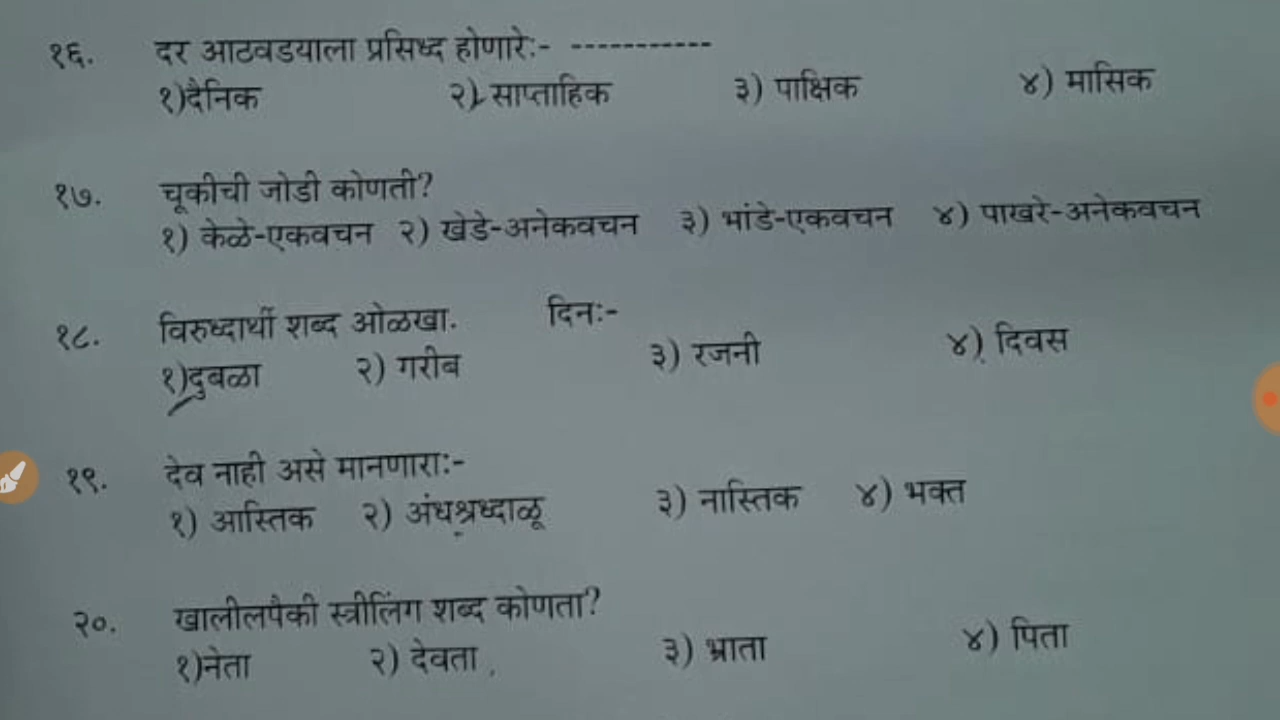 १६. दर आठवडयाला प्रसिध्द होणारे:- -----------
१)दैनिक २) साप्ताहिक ३) पाक्षिक ४) मासिक
१७. चूकीची जोडी कोणती?
१) केळे-एकवचन २) खेडे-अनेकवचन ३) भांडे-एकवचन ४) पाखरे-अनेकवचन
१८. विरुध्दार्थी शब्द ओळखा. दिनः-
१)दुबळा २) गरीब ३) रजनी ४) दिवस
१९. देव नाही असे मानणाराः-
१) आस्तिक २) अंधश्रध्दाळू ३) नास्तिक ४) भक्त
२०. खालीलपैकी स्त्रीलिंग शब्द कोणता?
१)नेता २) देवता ३) भ्राता ४) पिता